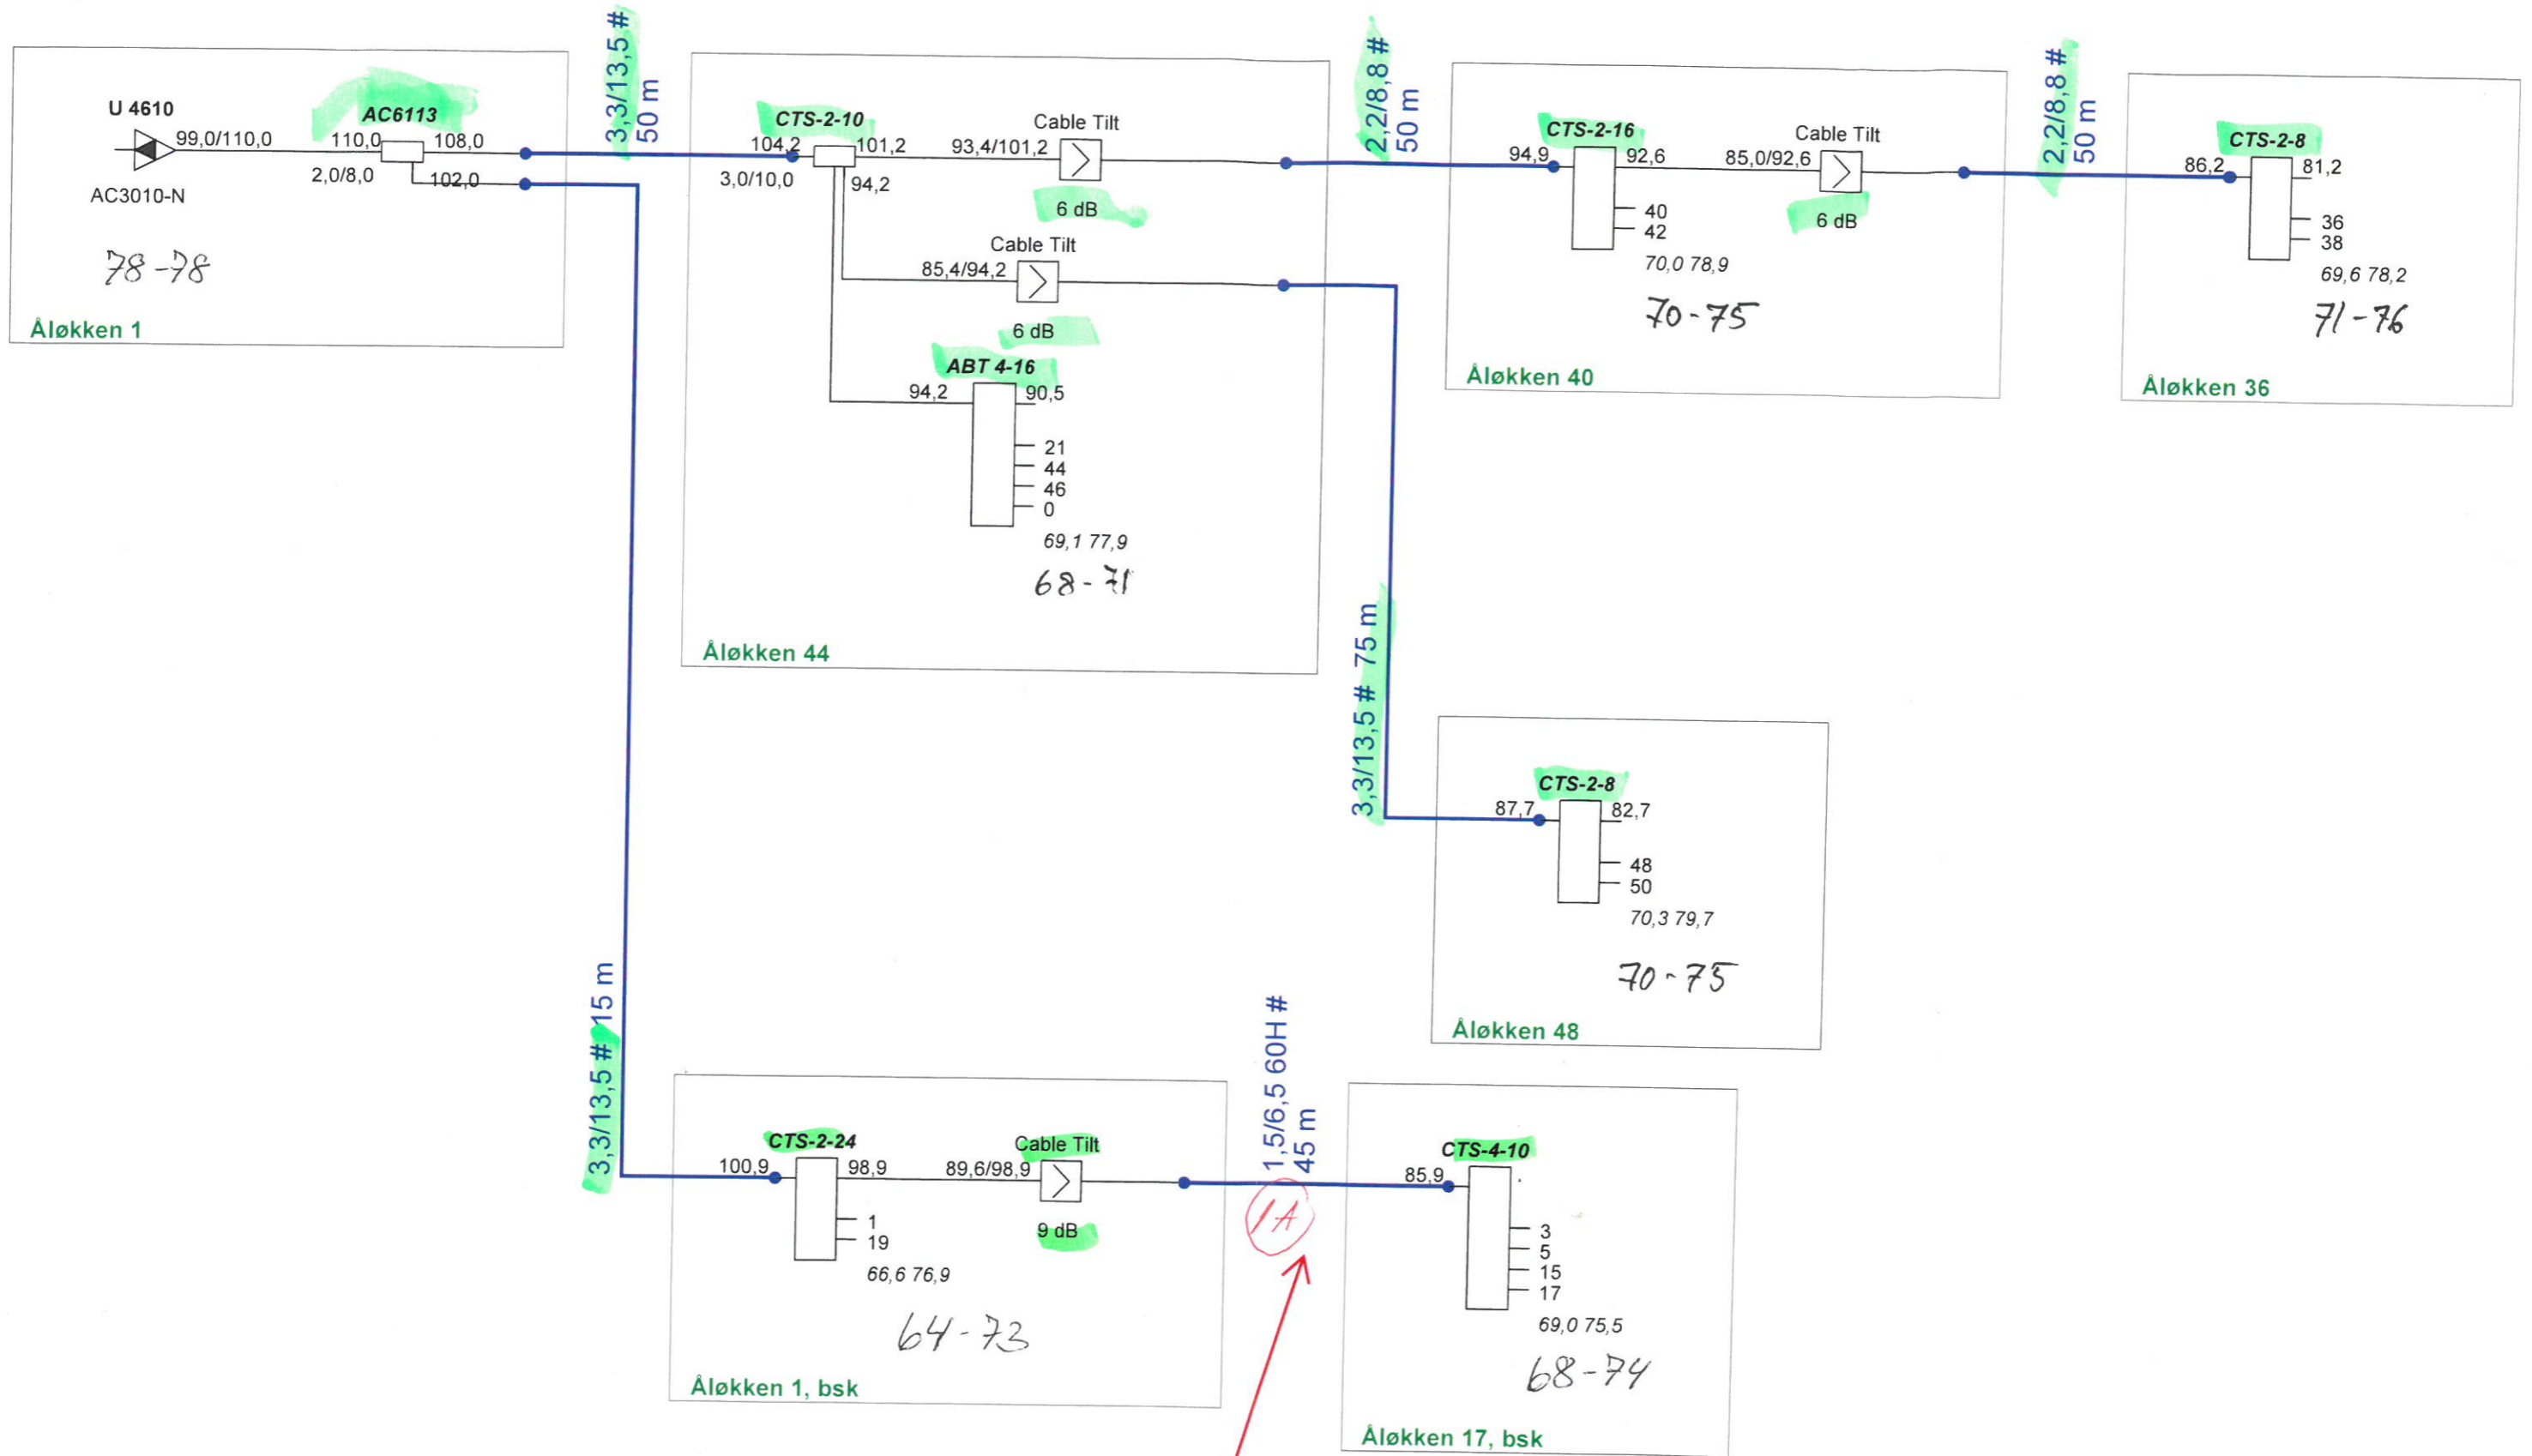 U 4610
99,0/110,0
AC3010-N
AC6113
110,0
108,0
2,0/8,0
102,0
78-78
Åløkken 1
3,3/13,5 #
50 m
CTS-2-10
104,2
101,2
3,0/10,0
94,2
93,4/101,2
Cable Tilt
6 dB
85,4/94,2
Cable Tilt
6 dB
ABT 4-16
94,2
90,5
21
44
46
0
69,1 77,9
68-71
Åløkken 44
2,2/8,8 #
50 m
CTS-2-16
94,9
92,6
85,0/92,6
Cable Tilt
6 dB
40
42
70,0 78,9
70-75
Åløkken 40
2,2/8,8 #
50 m
CTS-2-8
86,2
81,2
36
38
69,6 78,2
71-76
Åløkken 36
3,3/13,5 # 75 m
CTS-2-8
87,7
82,7
48
50
70,3 79,7
70-75
Åløkken 48
3,3/13,5 # 15 m
CTS-2-24
100,9
98,9
89,6/98,9
Cable Tilt
9 dB
1
19
66,6 76,9
64-73
Åløkken 1, bsk
1,5/6,5 60H #
45 m
1A
CTS-4-10
85,9
3
5
15
17
69,0 75,5
68-74
Åløkken 17, bsk